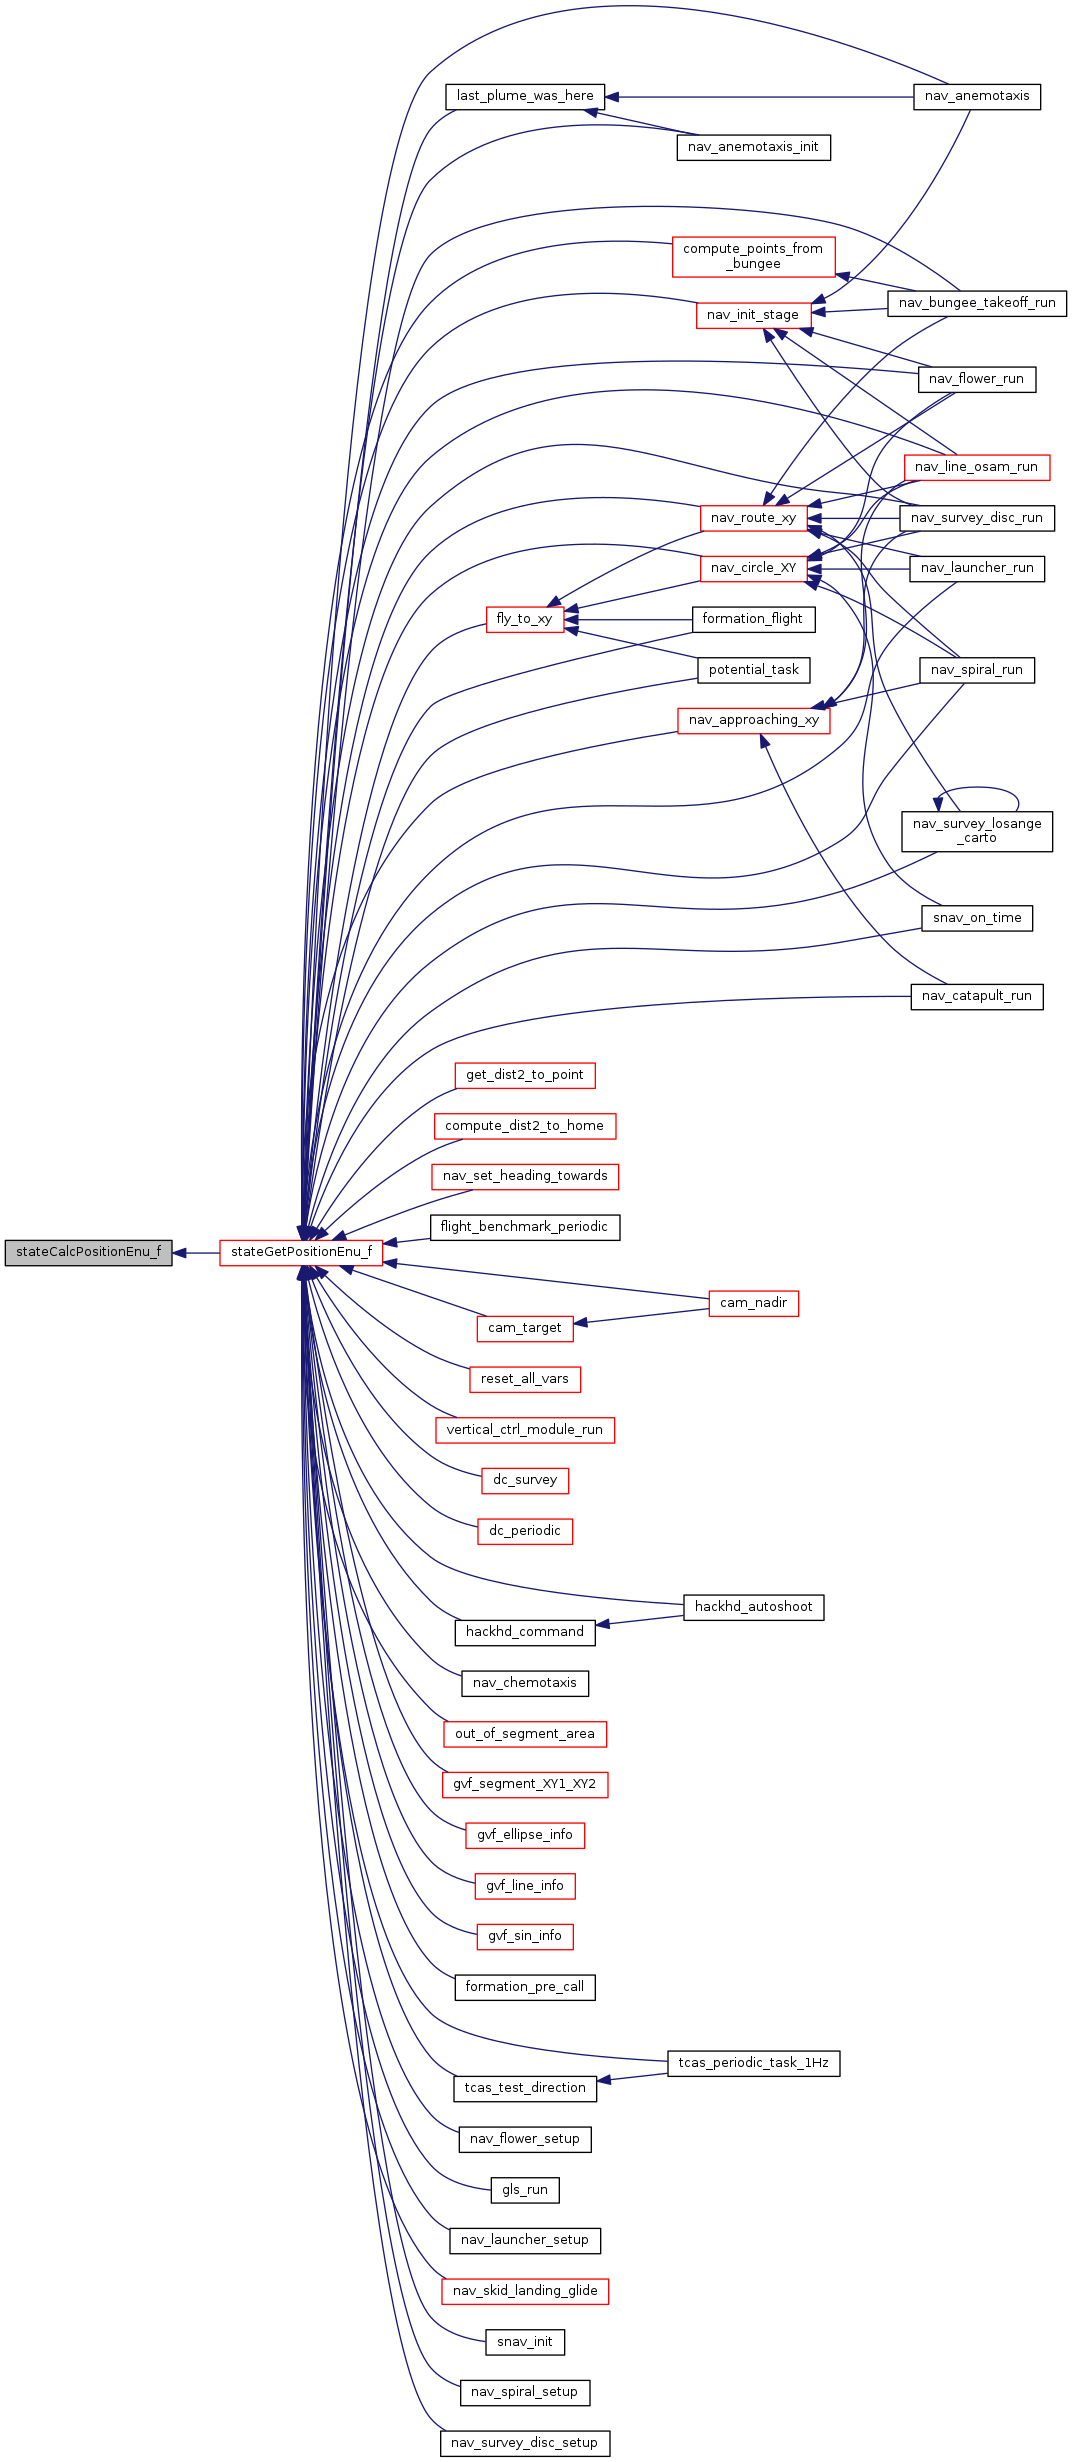 last_plume_was_here
nav_anemotaxis
nav_anemotaxis_init
compute_points_from
_bungee
nav_bungee_takeoff_run
nav_init_stage
nav_flower_run
nav_line_osam_run
nav_route_xy
nav_survey_disc_run
nav_circle_XY
nav_launcher_run
fly_to_xy
formation_flight
potential_task
nav_spiral_run
nav_approaching_xy
nav_survey_losange
_carto
snav_on_time
nav_catapult_run
get_dist2_to_point
compute_dist2_to_home
nav_set_heading_towards
flight_benchmark_periodic
stateCalcPositionEnu_f
stateGetPositionEnu_f
cam_nadir
cam_target
reset_all_vars
vertical_ctrl_module_run
dc_survey
dc_periodic
hackhd_autoshoot
hackhd_command
nav_chemotaxis
out_of_segment_area
gvf_segment_XY1_XY2
gvf_ellipse_info
gvf_line_info
gvf_sin_info
formation_pre_call
tcas_periodic_task_1Hz
tcas_test_direction
nav_flower_setup
gls_run
nav_launcher_setup
nav_skid_landing_glide
snav_init
nav_spiral_setup
nav_survey_disc_setup